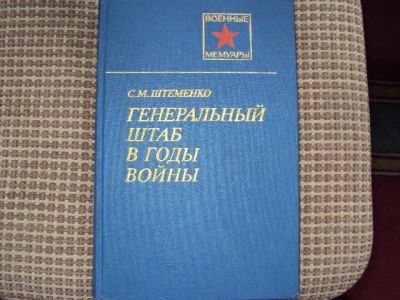 ВОЕННЫЕ
МЕМУАРЫ
С.М.ШТЕМЕНКО
ГЕНЕРАЛЬНЫЙ
ШТАБ
В ГОДЫ
ВОЙНЫ